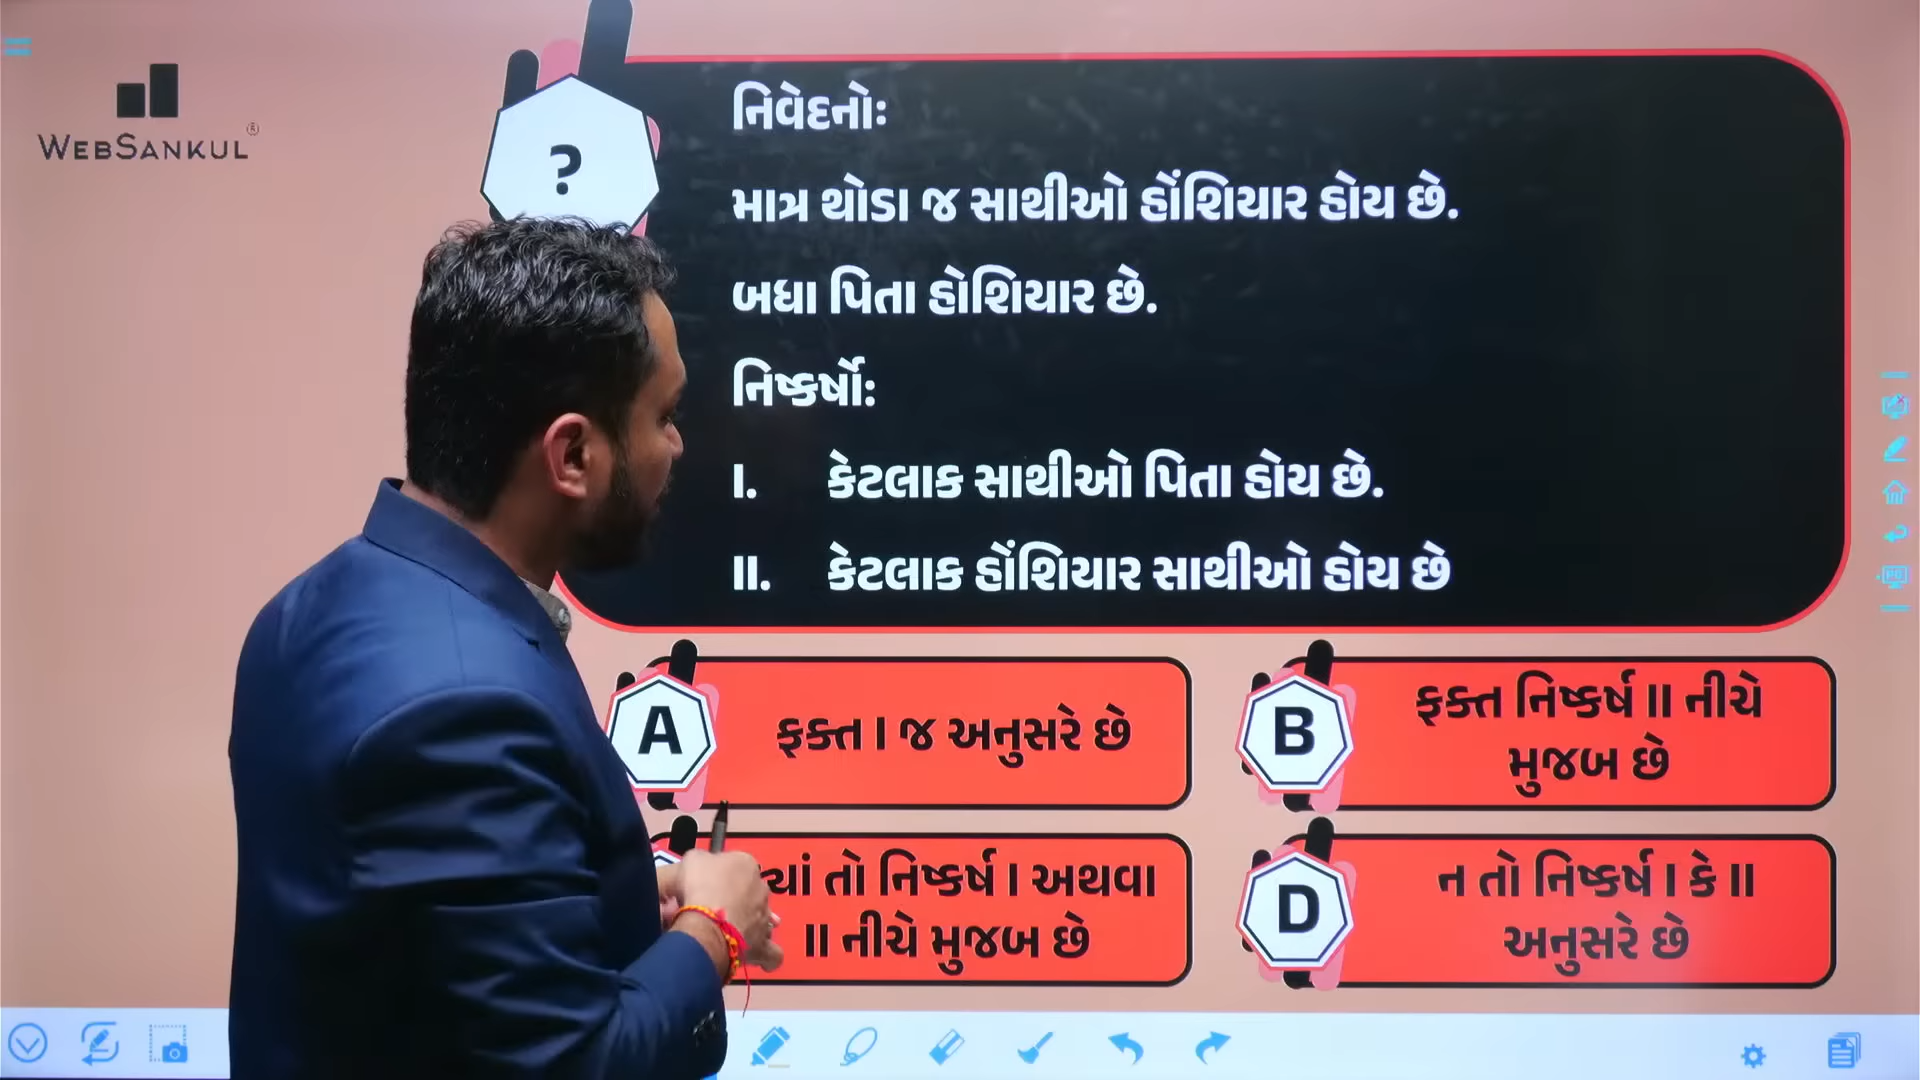 WEBSANKUL®
?
નિવેદનો:
માત્ર થોડા જ સાથીઓ હોંશિયાર હોય છે.
બધા પિતા હોશિયાર છે.
નિષ્કર્ષો:
I. કેટલાક સાથીઓ પિતા હોય છે.
II. કેટલાક હોંશિયાર સાથીઓ હોય છે
A ફક્ત I જ અનુસરે છે
B ફક્ત નિષ્કર્ષ II નીચે
મુજબ છે
તો નિષ્કર્ષ I અથવા
II નીચે મુજબ છે
D ન તો નિષ્કર્ષ I કે II
અનુસરે છે